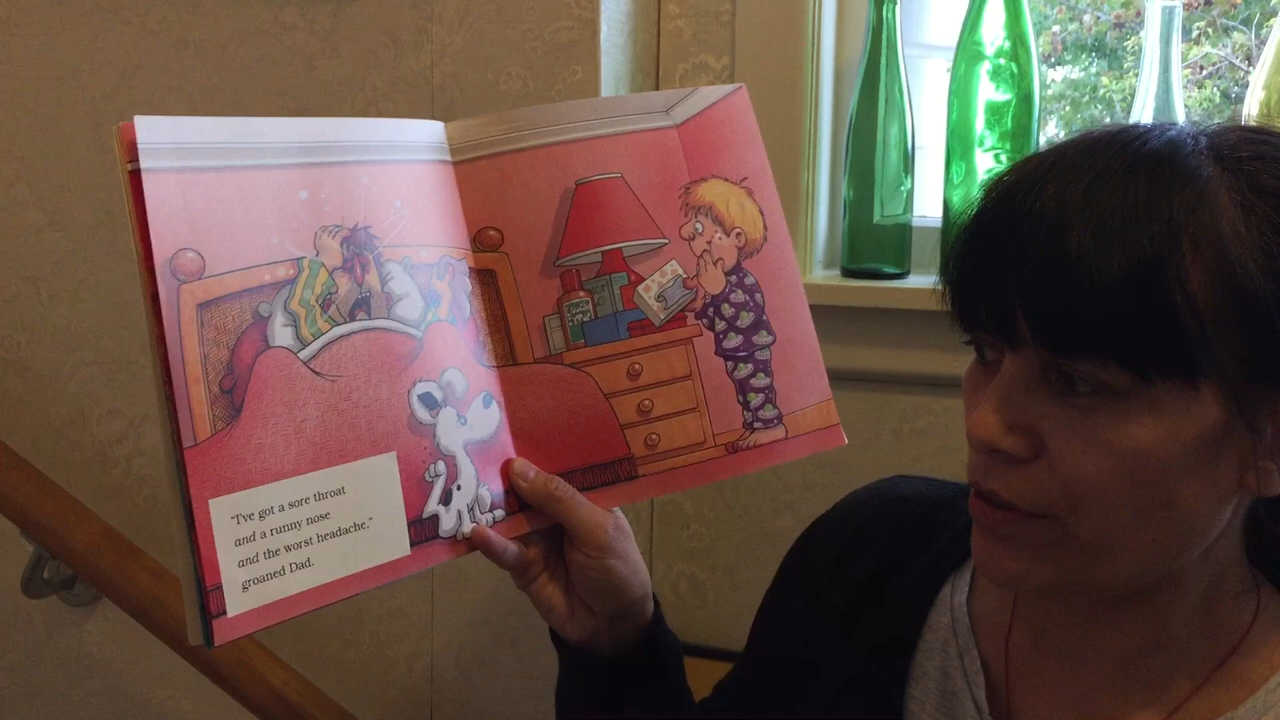 "I've got a sore throat
and a runny nose
and the worst headache."
groaned Dad.